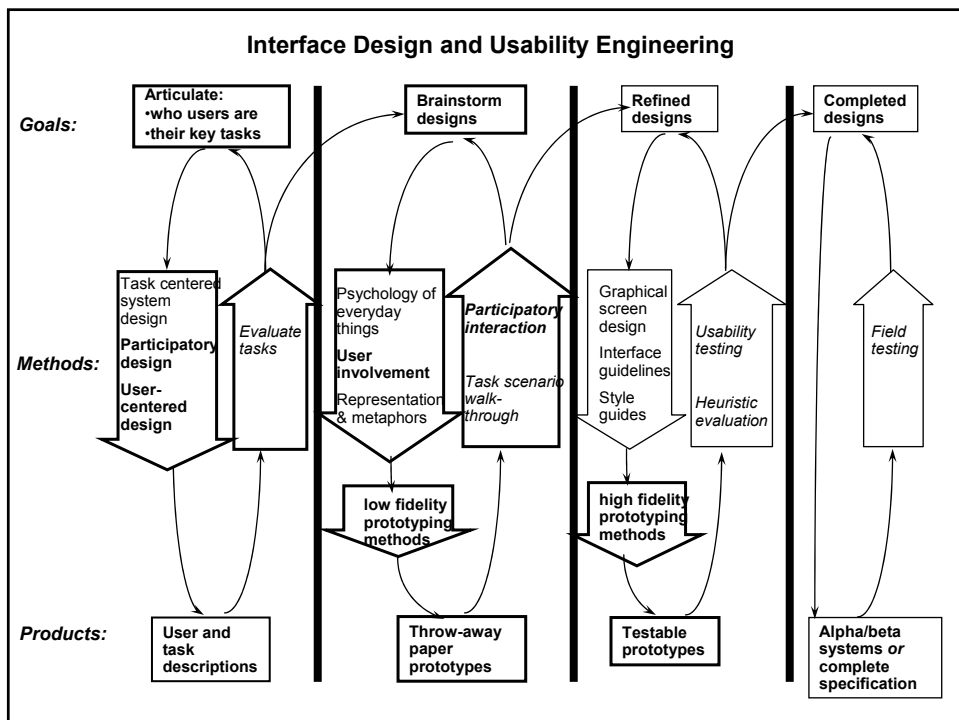 Interface Design and Usability Engineering
Goals:
Articulate:
•who users are
•their key tasks
Brainstorm
designs
Refined
designs
Completed
designs
Methods:
Task centered
system
design
Participatory
design
User-
centered
design
Evaluate
tasks
Psychology of
everyday
things
User
involvement
Representation
& metaphors
Participatory
interaction
Task scenario
walk-
through
Graphical
screen
design
Interface
guidelines
Style
guides
Usability
testing
Heuristic
evaluation
Field
testing
low fidelity
prototyping
methods
high fidelity
prototyping
methods
Products:
User and
task
descriptions
Throw-away
paper
prototypes
Testable
prototypes
Alpha/beta
systems or
complete
specification